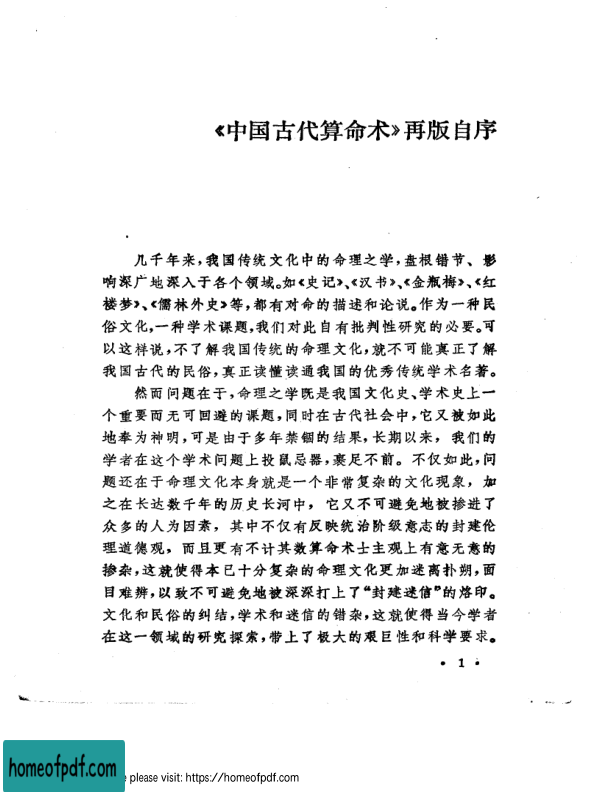 《中国古代算命术》再版自序
几千年来，我国传统文化中的命理之学，盘根错节、影
响深广地深入于各个领域。如《史记》、《汉书》、《金瓶梅》、《红
楼梦》、《儒林外史》等，都有对命的描述和论说。作为一种民
俗文化，一种学术课题，我们对此自有批判性研究的必要。可
以这样说，不了解我国传统的命理文化，就不可能真正了解
我国古代的民俗，真正读懂读通我国的优秀传统学术名著。
然而问题在于，命理之学既是我国文化史、学术史上一
个重要而无可回避的课题，同时在古代社会中，它又被如此
地奉为神明，可是由于多年禁锢的结果，长期以来，我们的
学者在这个学术问题上投鼠忌器，裹足不前。不仅如此，问
题还在于命理文化本身就是一个非常复杂的文化现象，加
之在长达数千年的历史长河中，它又不可避免地被掺进了
众多的人为因素，其中不仅有反映统治阶级意志的封建伦
理道德观，而且更有不计其数算命术士主观上有意无意的
掺杂，这就使得本已十分复杂的命理文化更加迷离扑朔，面
目难辨，以致不可避免地被深深打上了“封建迷信”的烙印。
文化和民俗的纠结，学术和迷信的错杂，这就使得当今学者
在这一领域的研究探索，带上了极大的艰巨性和科学要求。
• 1 •
homeofpdf.com
please visit: https://homeofpdf.com